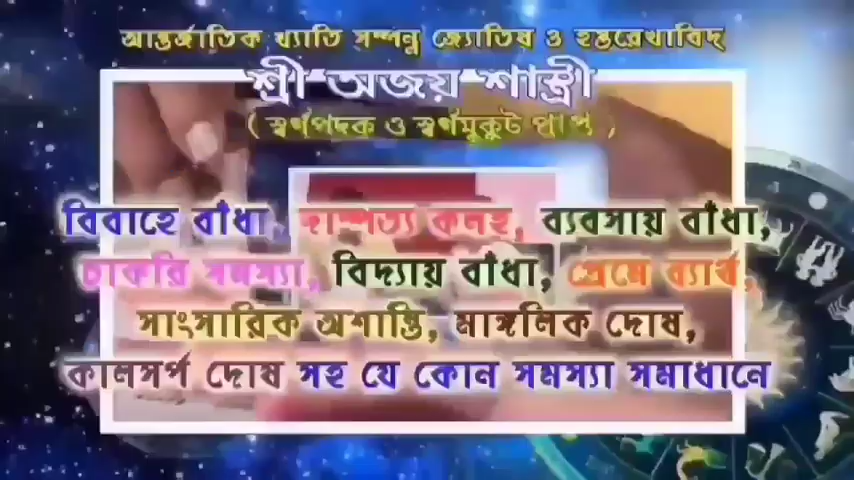 আন্তর্জাতিক খ্যাতি সম্পন্ন জ্যোতিষ ও হস্তরেখাবিদ্
শ্রী অজয় শাস্ত্রী
( স্বর্ণপদক ও স্বর্ণমুকুট প্রাপ্ত )
বিবাহে বাঁধা, দাম্পত্য কলহ, ব্যবসায় বাঁধা,
চাকরি সমস্যা, বিদ্যায় বাঁধা, প্রেমে ব্যার্থ,
সাংসারিক অশান্তি, মাঙ্গলিক দোষ,
কালসর্প দোষ সহ যে কোন সমস্যা সমাধানে